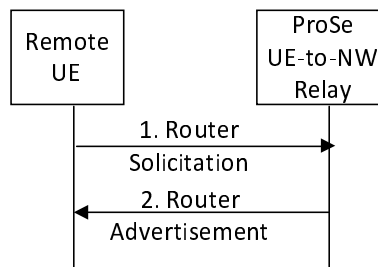 Remote
UE
ProSe
UE-to-NW
Relay
1. Router
Solicitation
2. Router
Advertisement